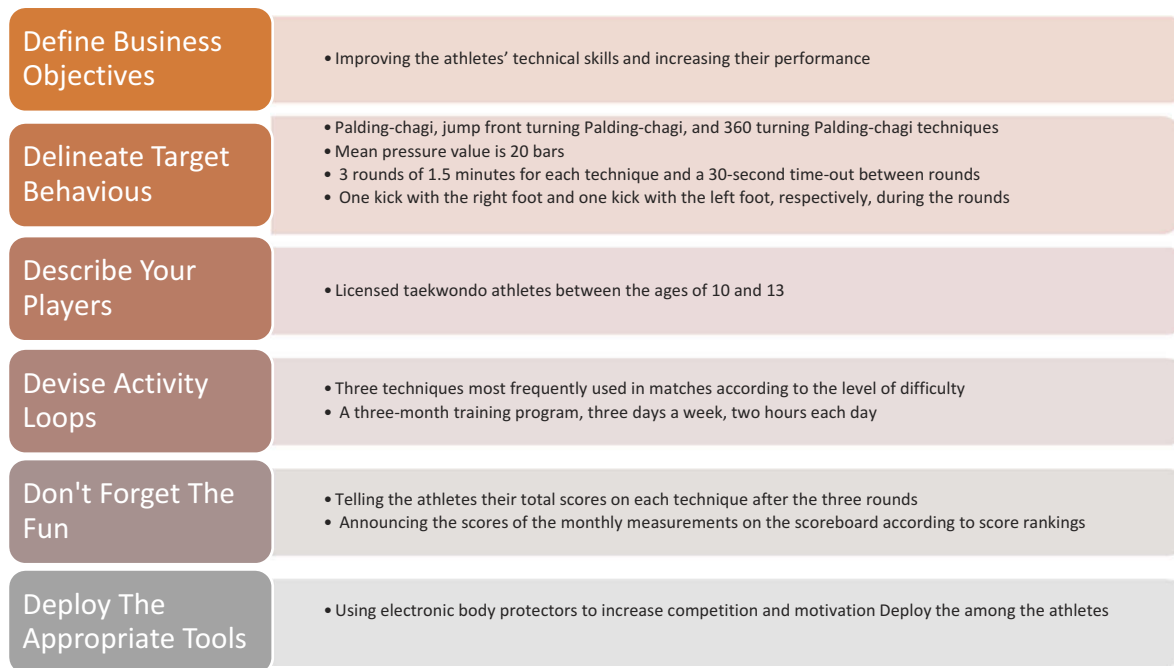 Define Business
Objectives
• Improving the athletes’ technical skills and increasing their performance
Delineate Target
Behavious
• Palding-chagi, jump front turning Palding-chagi, and 360 turning Palding-chagi techniques
• Mean pressure value is 20 bars
• 3 rounds of 1.5 minutes for each technique and a 30-second time-out between rounds
• One kick with the right foot and one kick with the left foot, respectively, during the rounds
Describe Your
Players
• Licensed taekwondo athletes between the ages of 10 and 13
Devise Activity
Loops
• Three techniques most frequently used in matches according to the level of difficulty
• A three-month training program, three days a week, two hours each day
Don't Forget The
Fun
• Telling the athletes their total scores on each technique after the three rounds
• Announcing the scores of the monthly measurements on the scoreboard according to score rankings
Deploy The
Appropriate Tools
• Using electronic body protectors to increase competition and motivation Deploy the among the athletes